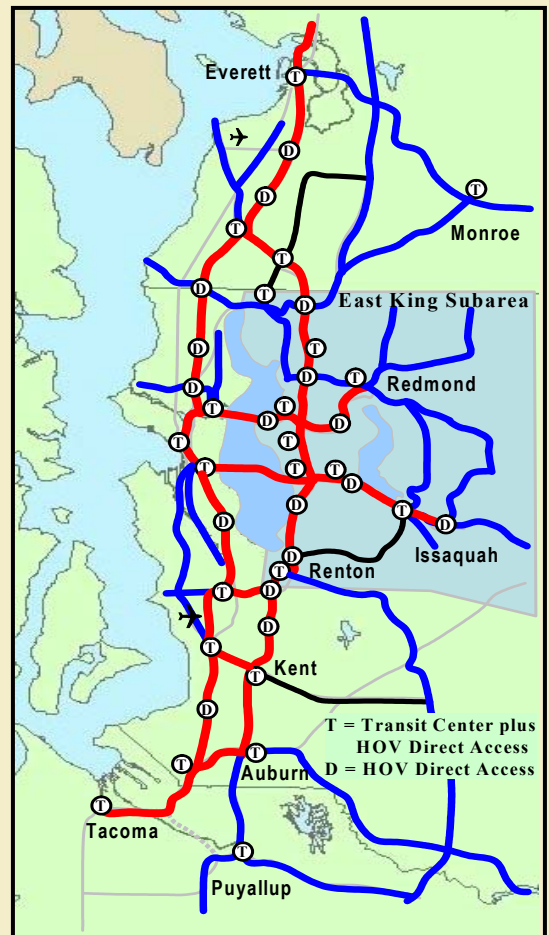 Everett
T
D
D
T
Monroe
T
T
T
D
East King Subarea
D
D
T
D
T
Redmond
D
T
T
D
D
T
T
T
T
T
D
T
D
Issaquah
D
D
D
T
Renton
T
D
D
T
Kent
T
T = Transit Center plus
HOV Direct Access
D = HOV Direct Access
D
T
T
Auburn
T
Tacoma
T
Puyallup